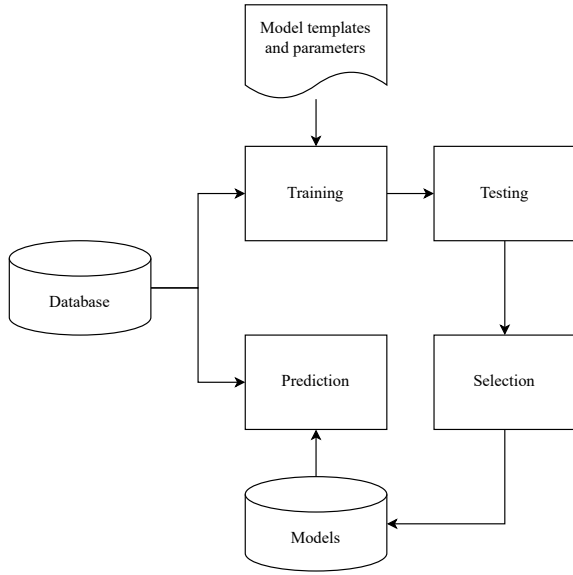 Model templates
and parameters
Training
Testing
Database
Prediction
Selection
Models